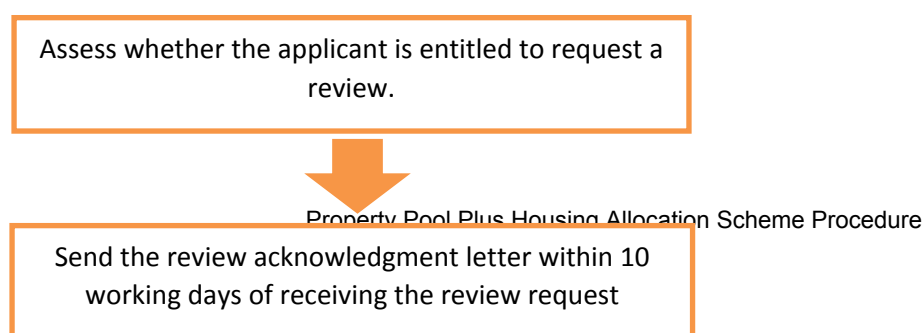 Assess whether the applicant is entitled to request a
review.
Property Pool Plus Housing Allocation Scheme Procedure
Send the review acknowledgment letter within 10
working days of receiving the review request